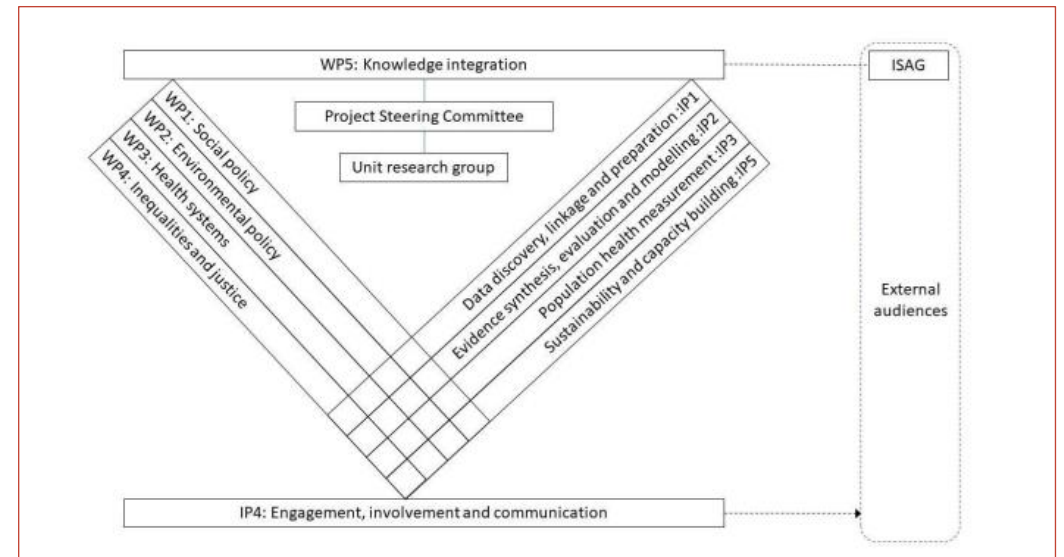 WP5: Knowledge integration
ISAG
Project Steering Committee
Unit research group
WP1: Social policy
WP2: Environmental policy
WP3: Health systems
WP4: Inequalities and justice
Data discovery, linkage and preparation :IP1
Evidence synthesis, evaluation and modelling :IP2
Population health measurement :IP3
Sustainability and capacity building :IP5
External
audiences
IP4: Engagement, involvement and communication